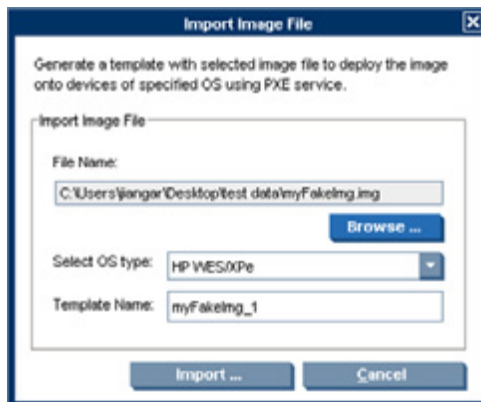 Import Image File
Generate a template with selected image file to deploy the image
onto devices of specified OS using PXE service.
Import Image File
File Name:
C:\Users\jiangar\Desktop\test data\myFakeImg.img
Browse ...
Select OS type: HP WES/XPe
Template Name: myFakeImg_1
Import ... Cancel